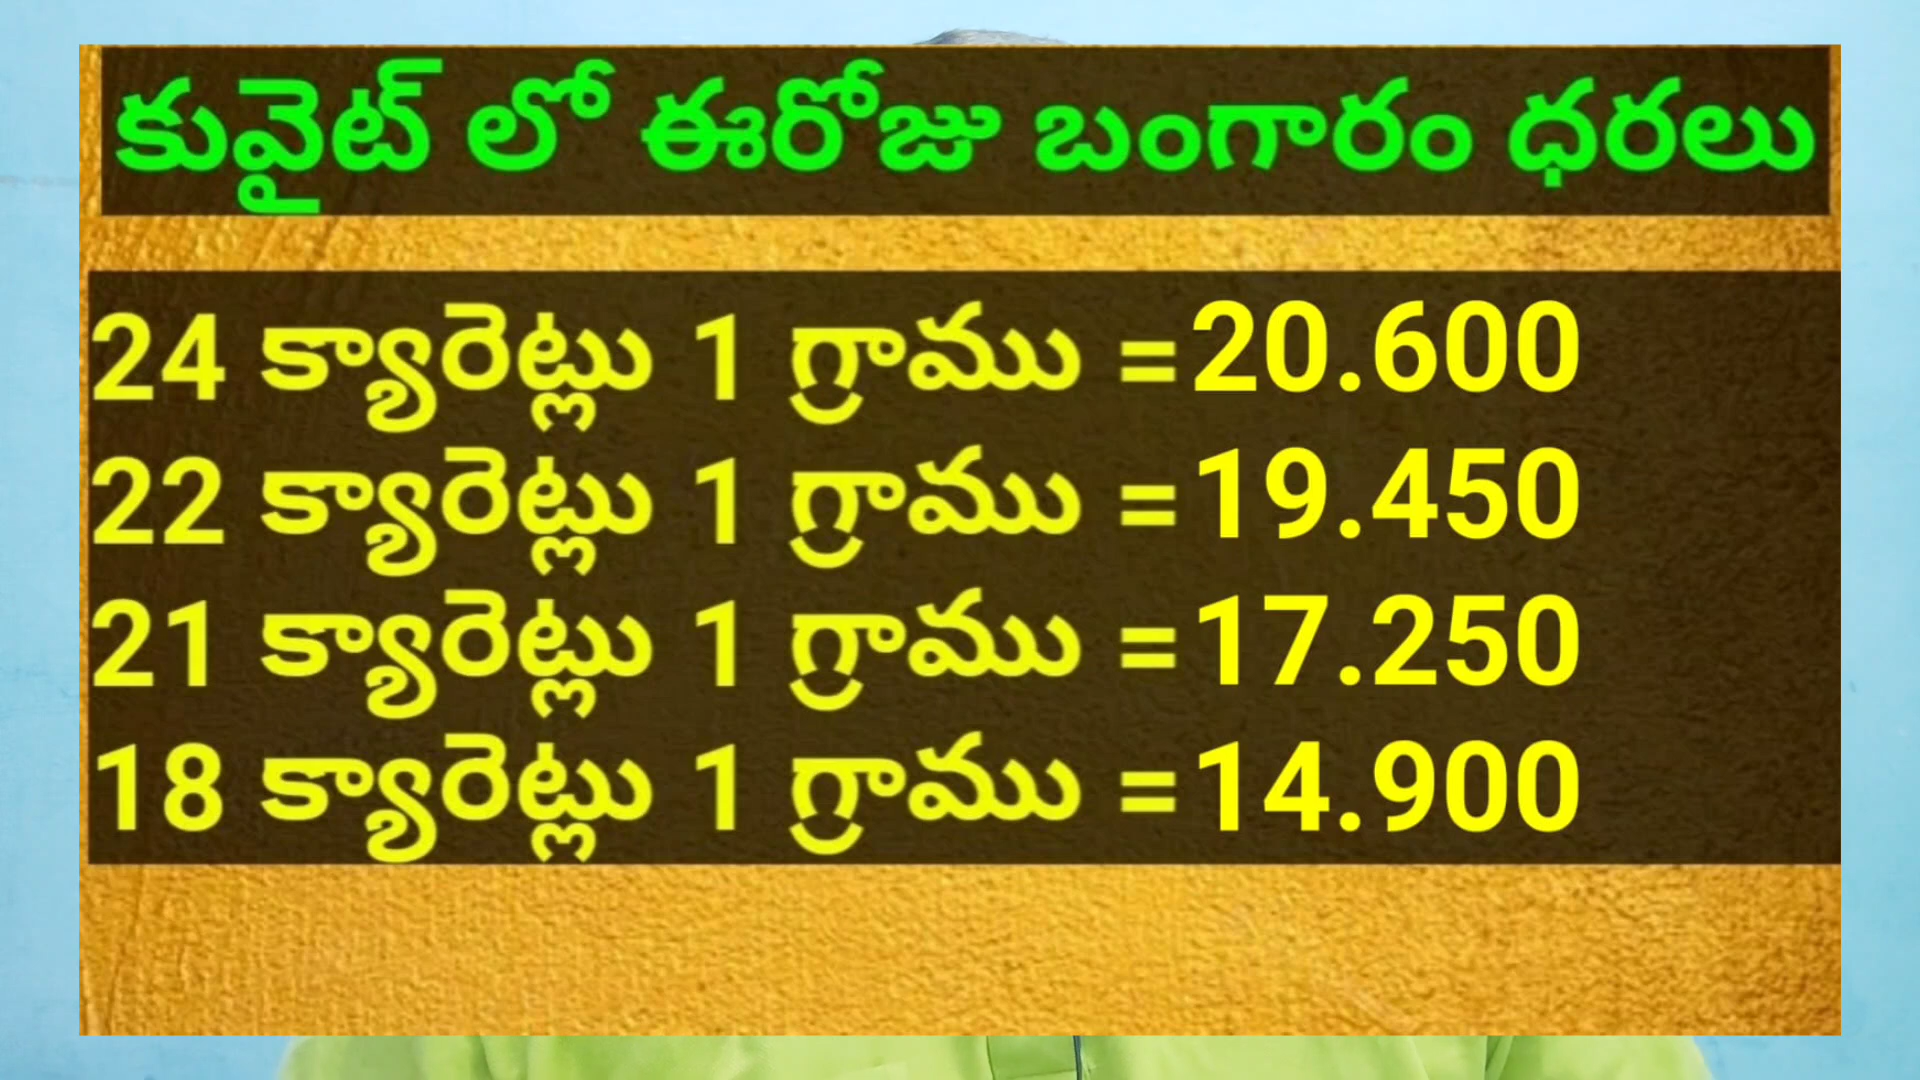 కువైట్ లో ఈరోజు బంగారం ధరలు
24 క్యారెట్లు 1 గ్రాము =20.600
22 క్యారెట్లు 1 గ్రాము =19.450
21 క్యారెట్లు 1 గ్రాము =17.250
18 క్యారెట్లు 1 గ్రాము =14.900